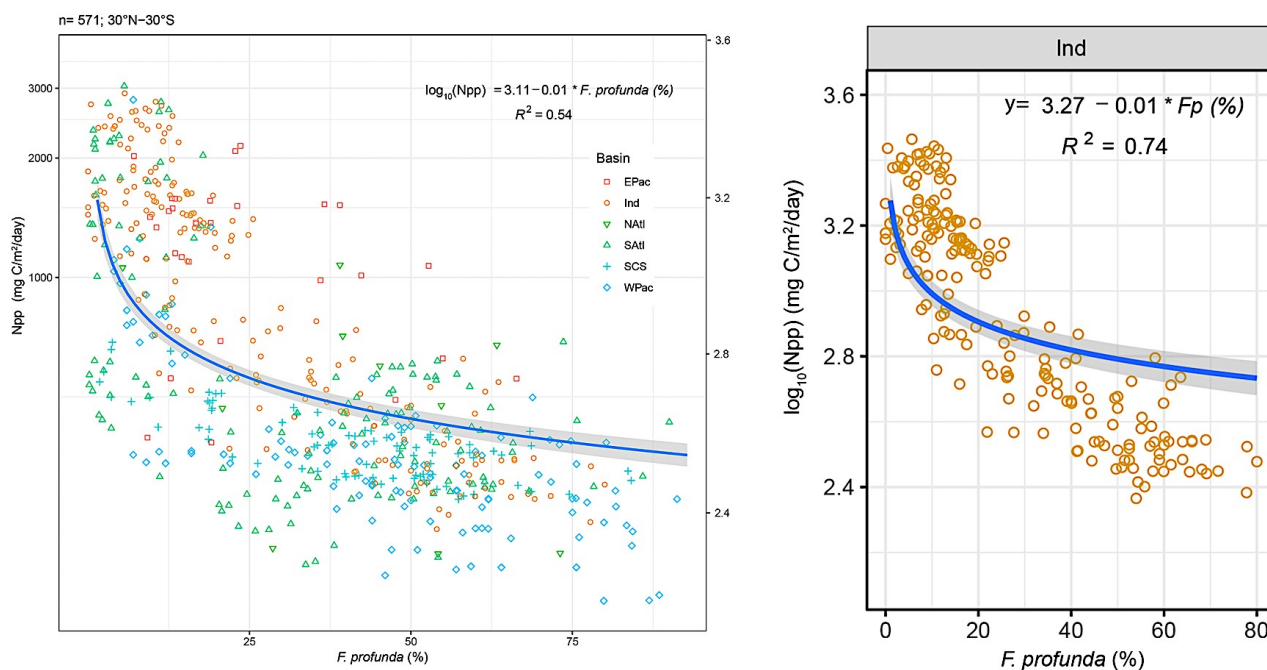 n= 571; 30°N−30°S
3.6
3000
log₁₀(Npp) = 3.11−0.01 * F. profunda (%)
R² = 0.54
2000
Basin
EPac
Ind
NAtl
SAtl
SCS
WPac
3.2
Npp (mg C/m²/day)
1000
2.8
2.4
25
50
75
F. profunda (%)
Ind
3.6
y= 3.27 −0.01 * Fp (%)
R² = 0.74
3.2
log₁₀(Npp) (mg C/m²/day)
2.8
2.4
0
20
40
60
80
F. profunda (%)